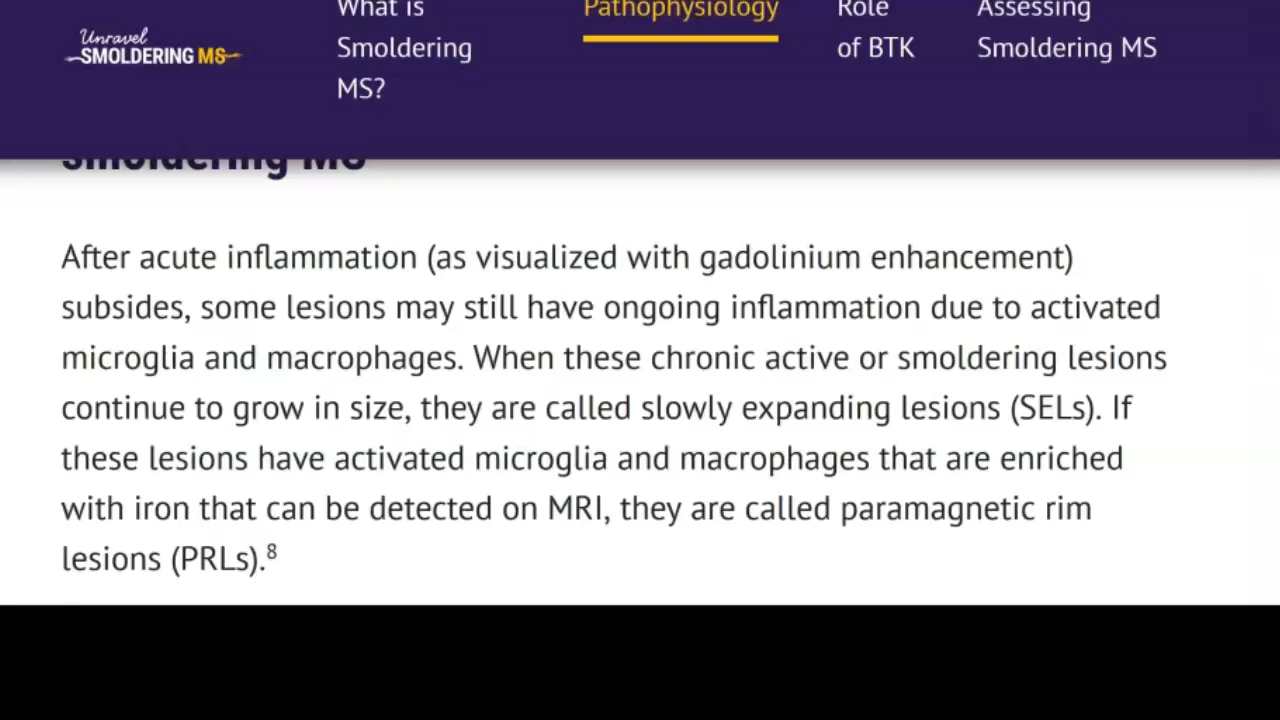 What is
Smoldering
MS?
Pathophysiology
Role
of BTK
Assessing
Smoldering MS
Unravel
SMOLDERING MS
Smoldering MS
After acute inflammation (as visualized with gadolinium enhancement)
subsides, some lesions may still have ongoing inflammation due to activated
microglia and macrophages. When these chronic active or smoldering lesions
continue to grow in size, they are called slowly expanding lesions (SELs). If
these lesions have activated microglia and macrophages that are enriched
with iron that can be detected on MRI, they are called paramagnetic rim
lesions (PRLs).⁸